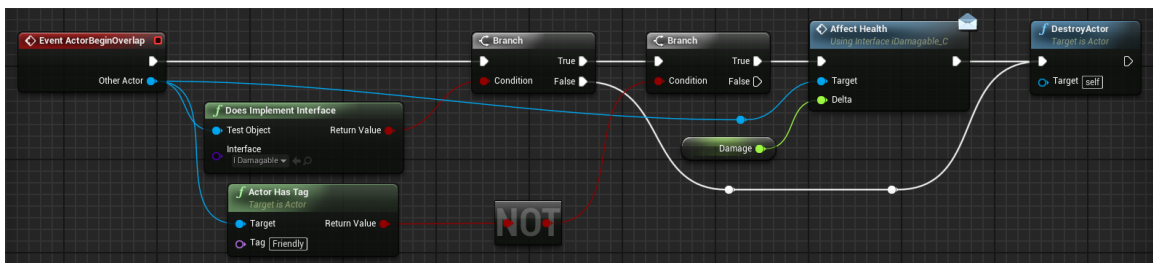 Event ActorBeginOverlap
Other Actor
Does Implement Interface
Test Object
Return Value
Interface
I Damagable
Actor Has Tag
Target is Actor
Target
Return Value
Tag
Friendly
Branch
True
Condition
False
NOT
Branch
True
Condition
False
Damage
Affect Health
Using Interface iDamagable_C
Target
Delta
DestroyActor
Target is Actor
Target
self